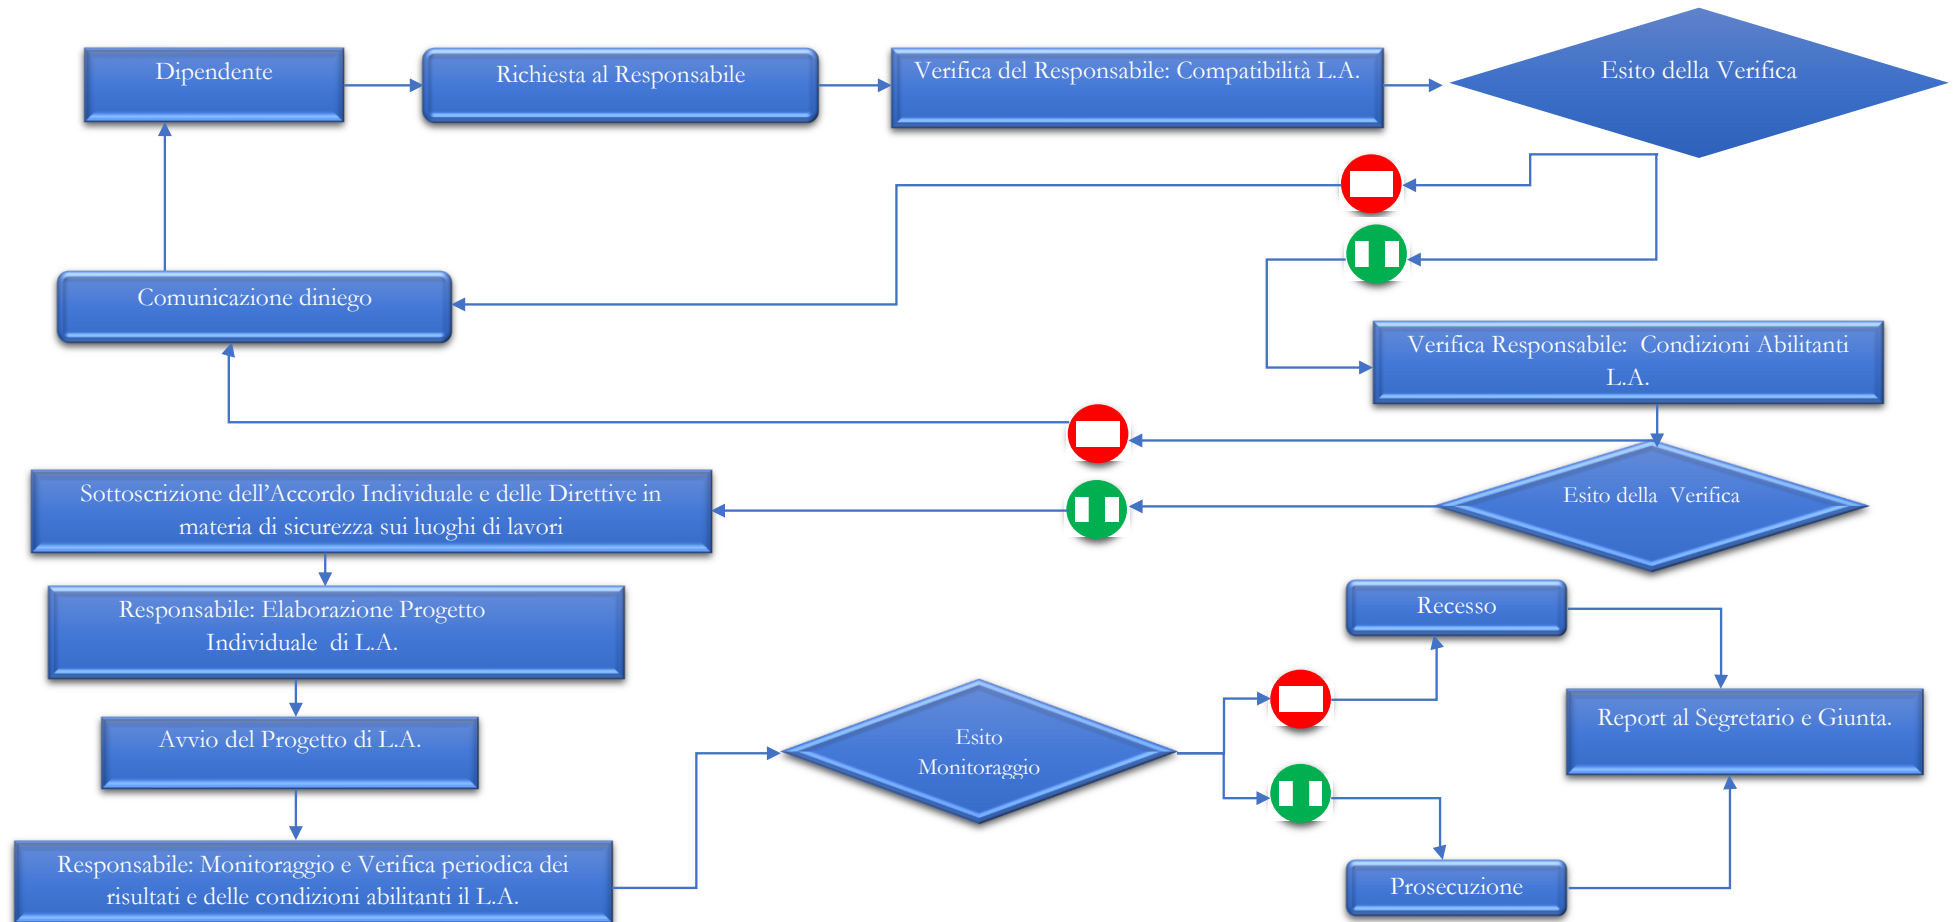 Dipendente
Richiesta al Responsabile
Verifica del Responsabile: Compatibilità L.A.
Esito della Verifica
Comunicazione diniego
Verifica Responsabile:  Condizioni Abilitanti
L.A.
Esito della  Verifica
Sottoscrizione dell'Accordo Individuale e delle Direttive in
materia di sicurezza sui luoghi di lavori
Responsabile: Elaborazione Progetto
Individuale  di L.A.
Avvio del Progetto di L.A.
Responsabile: Monitoraggio e Verifica periodica dei
risultati e delle condizioni abilitanti il L.A.
Esito
Monitoraggio
Recesso
Prosecuzione
Report al Segretario e Giunta.